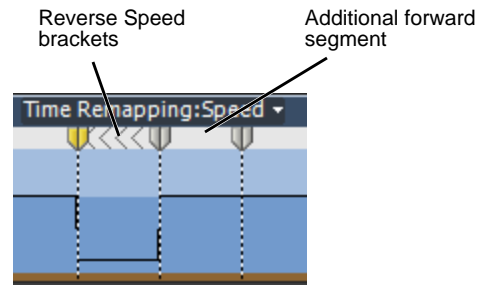 Reverse Speed
brackets
Additional forward
segment
Time Remapping:Speed